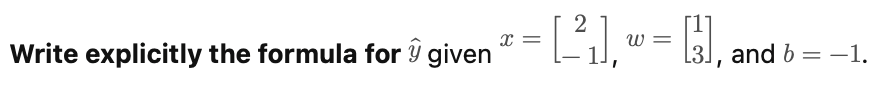 Write explicitly the formula for ŷ given x = [2 -1], w = [1 3], and b = −1.